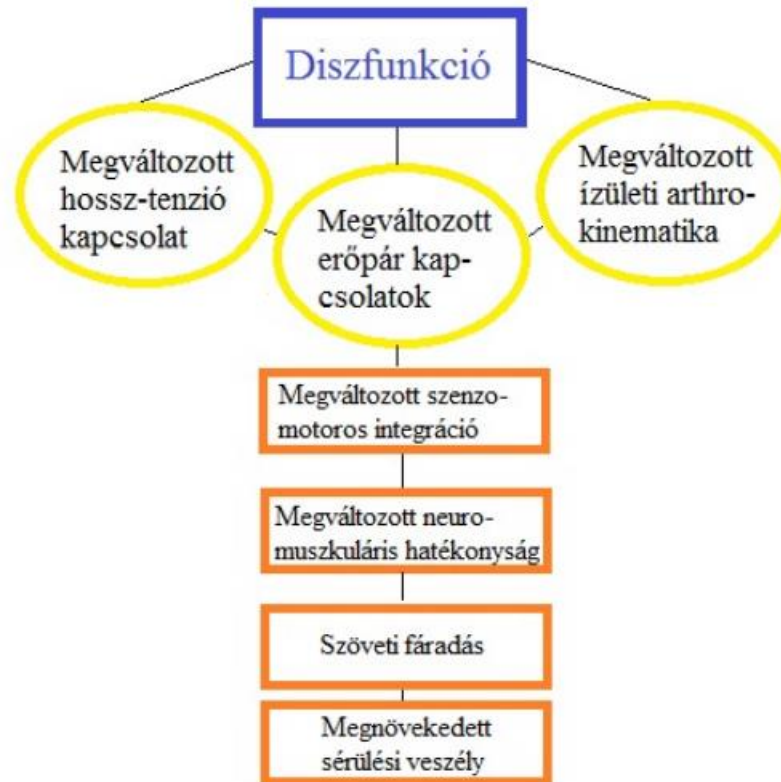 Diszfunkció
Megváltozott
hossz-tenzió
kapcsolat
Megváltozott
erőpár kap-
csolatok
Megváltozott
ízületi arthro-
kinematika
Megváltozott szenzo-
motoros integráció
Megváltozott neuro-
muszkuláris hatékonyság
Szöveti fáradás
Megnövekedett
sérülési veszély